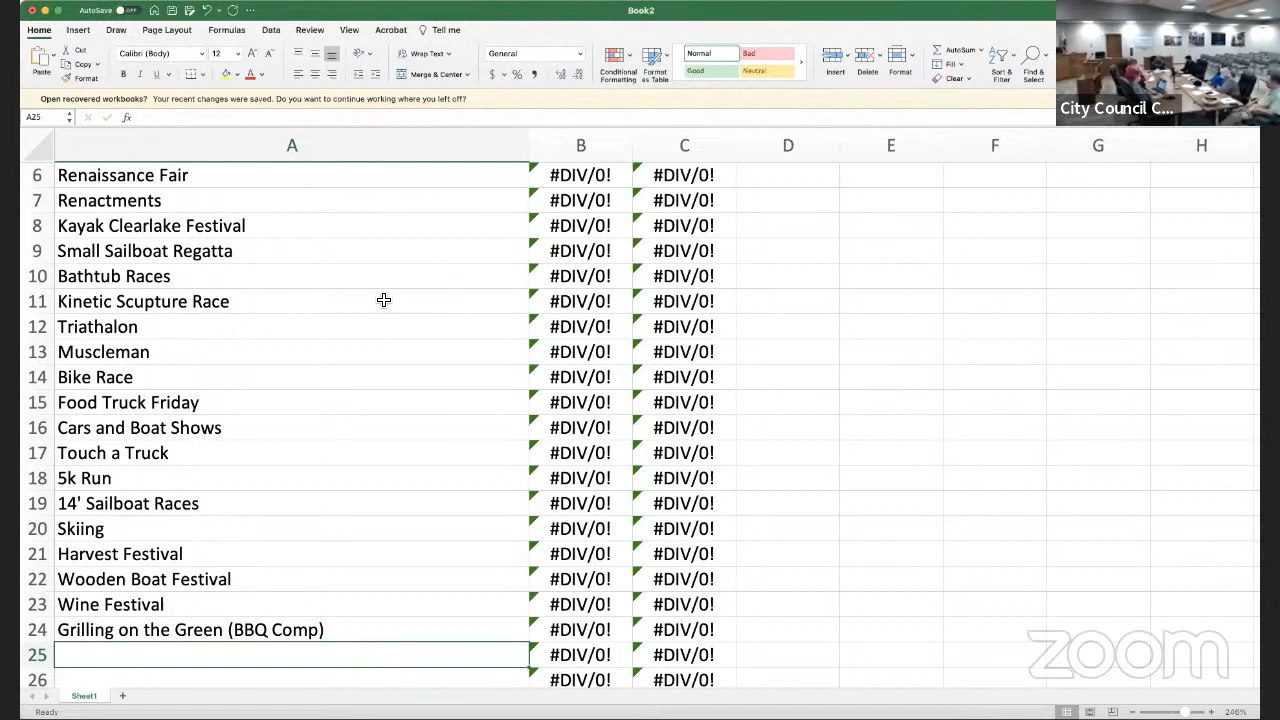 AutoSave OFF
Book2
Home Insert Draw Page Layout Formulas Data Review View Acrobat Tell me
Cut
Copy
Format
Paste
Calibri (Body) 12
B I U
Wrap Text
Merge & Center
General
Conditional Formatting
Format as Table
Normal Bad
Good Neutral
Insert Delete Format
AutoSum
Fill
Clear
Sort & Filter
Find & Select
City Council C...
Open recovered workbooks? Your recent changes were saved. Do you want to continue working where you left off?
A25 fx
A B C D E F G H
6 Renaissance Fair #DIV/0! #DIV/0!
7 Renactments #DIV/0! #DIV/0!
8 Kayak Clearlake Festival #DIV/0! #DIV/0!
9 Small Sailboat Regatta #DIV/0! #DIV/0!
10 Bathtub Races #DIV/0! #DIV/0!
11 Kinetic Scupture Race #DIV/0! #DIV/0!
12 Triathalon #DIV/0! #DIV/0!
13 Muscleman #DIV/0! #DIV/0!
14 Bike Race #DIV/0! #DIV/0!
15 Food Truck Friday #DIV/0! #DIV/0!
16 Cars and Boat Shows #DIV/0! #DIV/0!
17 Touch a Truck #DIV/0! #DIV/0!
18 5k Run #DIV/0! #DIV/0!
19 14' Sailboat Races #DIV/0! #DIV/0!
20 Skiing #DIV/0! #DIV/0!
21 Harvest Festival #DIV/0! #DIV/0!
22 Wooden Boat Festival #DIV/0! #DIV/0!
23 Wine Festival #DIV/0! #DIV/0!
24 Grilling on the Green (BBQ Comp) #DIV/0! #DIV/0!
25 #DIV/0! #DIV/0!
26 #DIV/0! #DIV/0!
zoom
Sheet1 +
Ready 246%